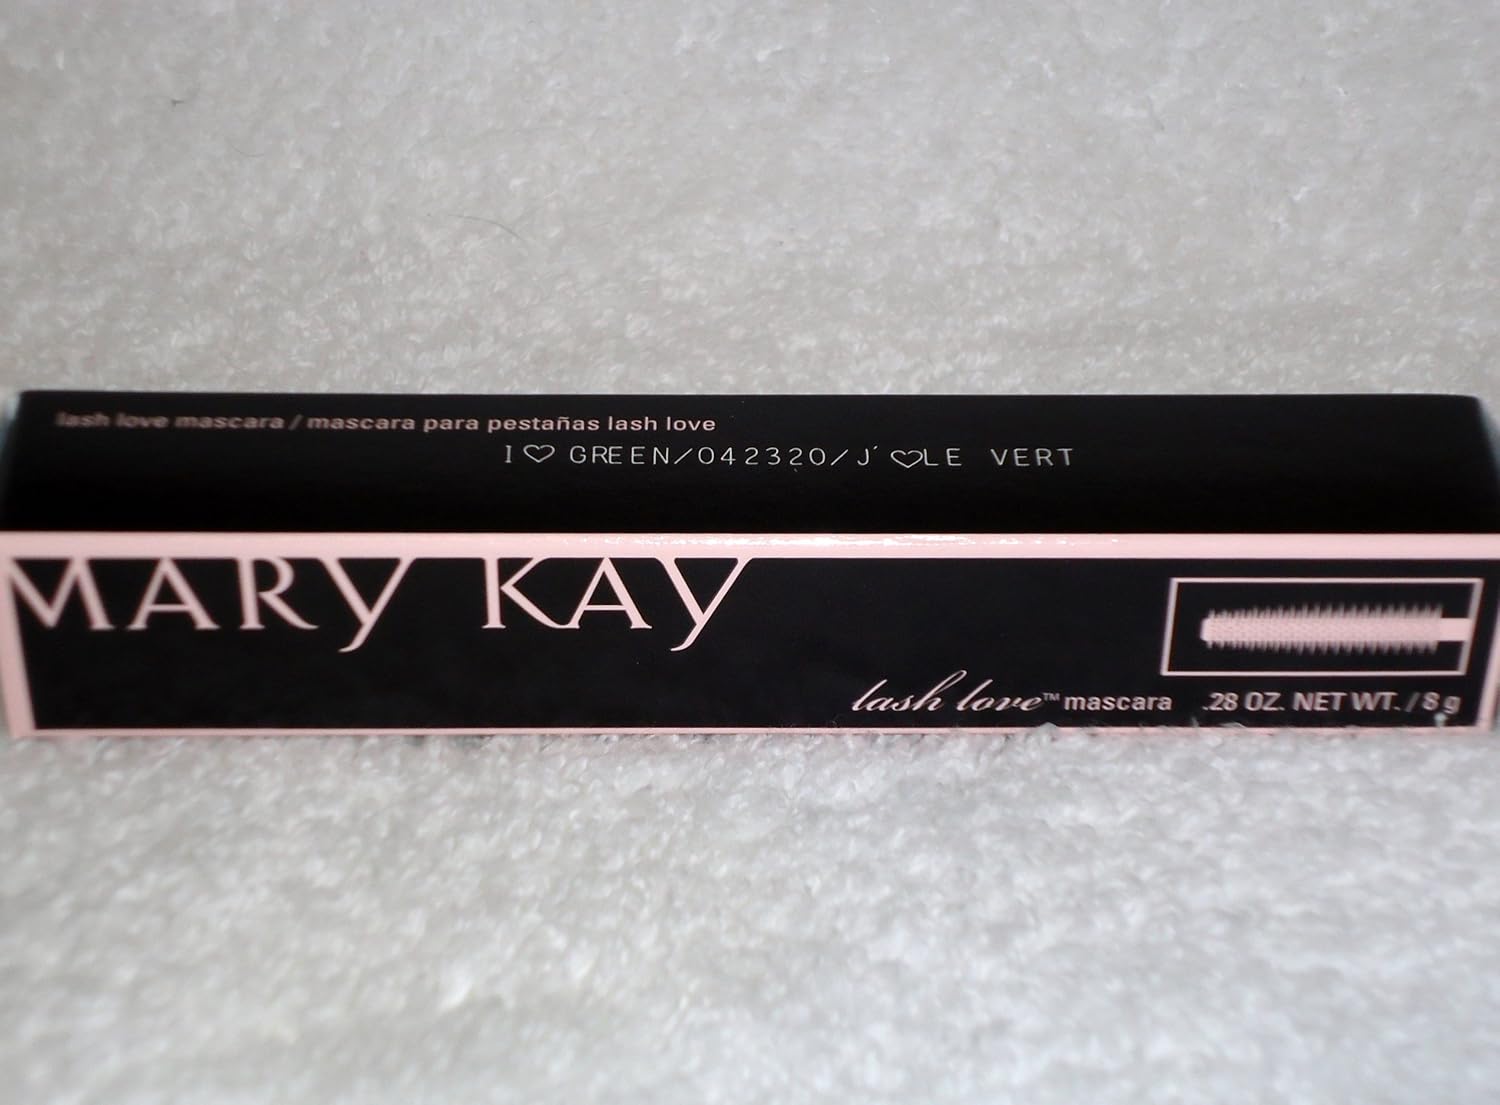 lash love mascara / mascara para pestañas lash love
I ♡ GREEN/042320/J´ ♡LE VERT
MARY KAY
lash love™ mascara .28 OZ. NET WT. / 8 g